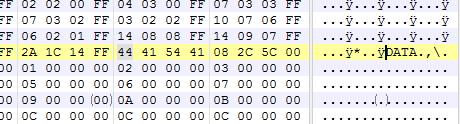 FF 02 02 00 FF 04 03 00 FF 07 03 03 FF ...ÿ...ÿ...ÿ...ÿ
FF 07 03 02 FF 03 02 02 FF 10 07 06 FF ...ÿ...ÿ...ÿ...ÿ
FF 06 02 01 FF 14 08 08 FF 14 09 07 FF ...ÿ...ÿ...ÿ...ÿ
FF 2A 1C 14 FF 44 41 54 41 08 2C 5C 00 ...ÿ*..ÿDATA.,\.
00 01 00 00 00 02 00 00 00 03 00 00 00 ................
00 05 00 00 00 06 00 00 00 07 00 00 00 ................
00 09 00 00 (00) 0A 00 00 00 0B 00 00 00 .......(.)........
00 0C 00 00 00 0C 00 00 00 0C 00 00 00 ................